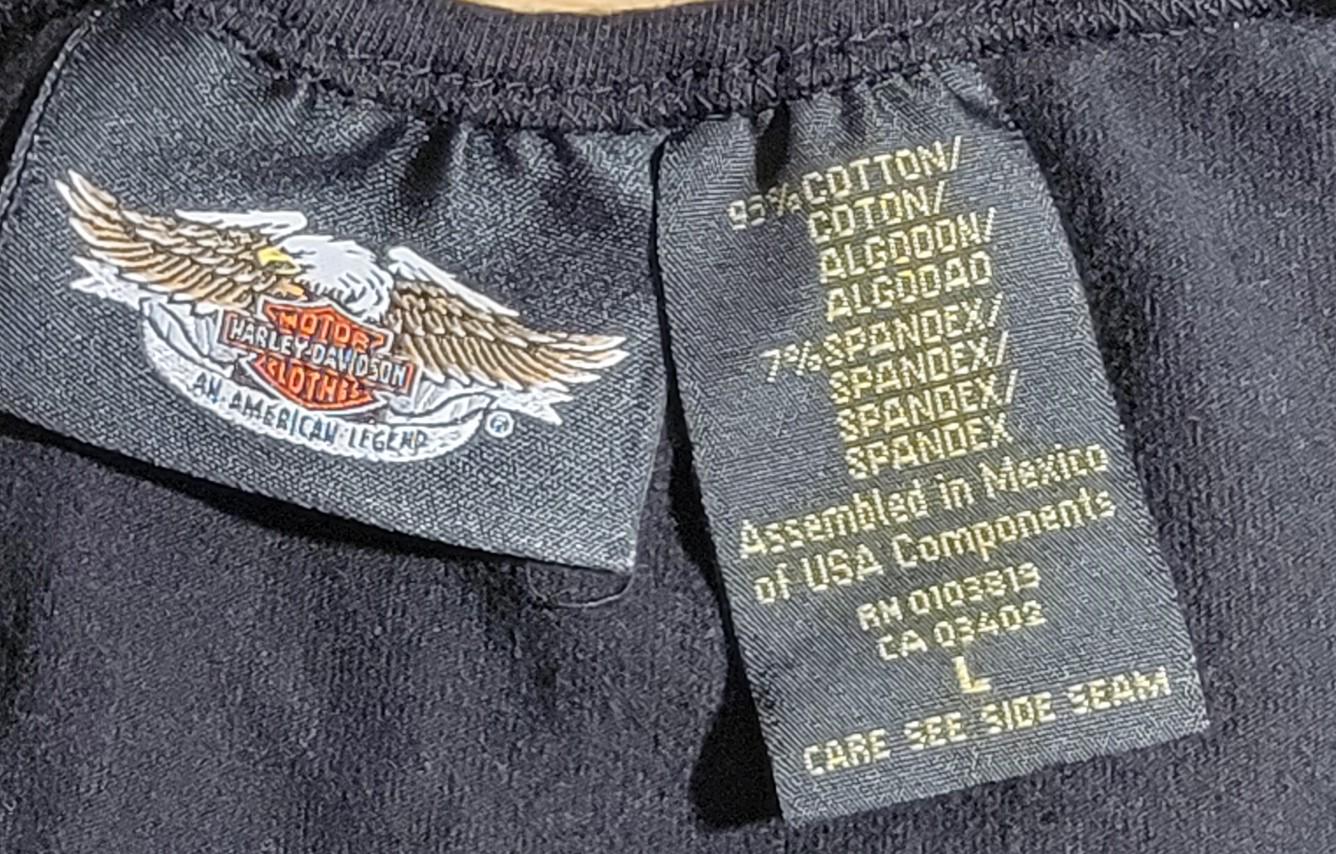 MOTOR
HARLEY-DAVIDSON
CLOTHES
AN AMERICAN LEGEND
®
93% COTTON/
COTON/
ALGODON/
ALGODAO
7% SPANDEX/
SPANDEX/
SPANDEX/
SPANDEX
Assembled in Mexico
of USA Components
RN 0103819
CA 03402
L
CARE SEE SIDE SEAM